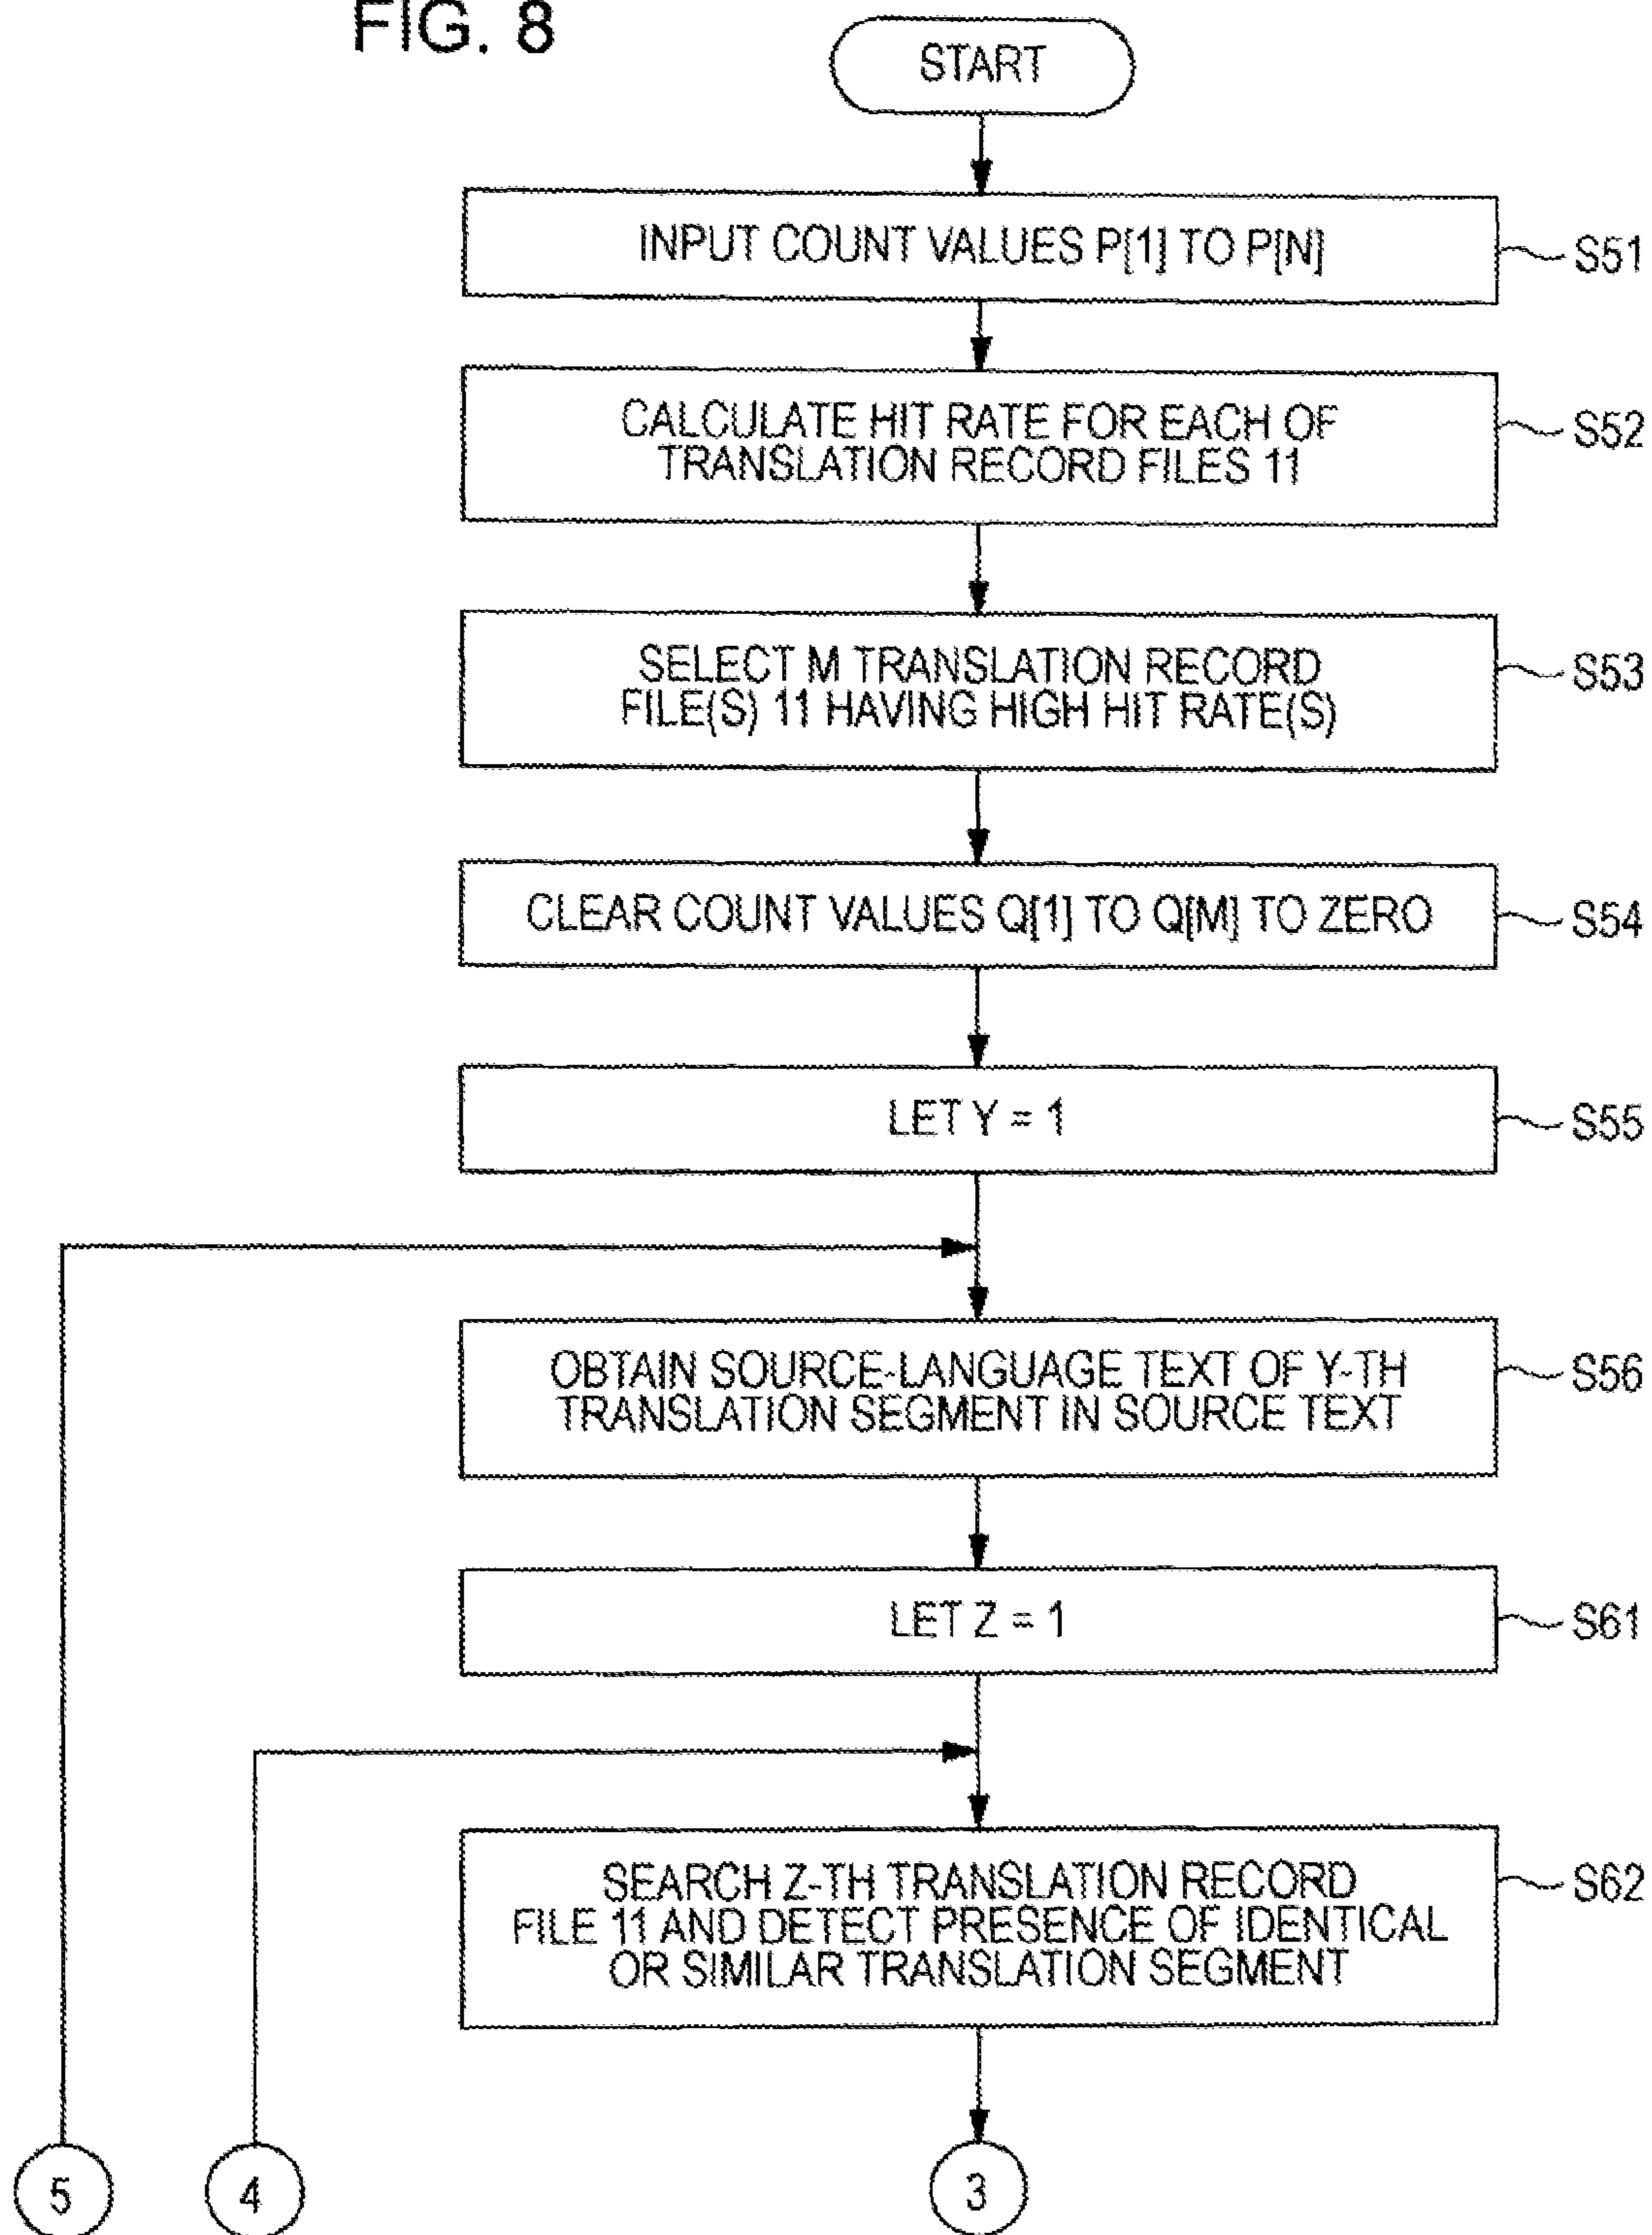 FIG. 8
START
INPUT COUNT VALUES P[1] TO P[N]
S51
CALCULATE HIT RATE FOR EACH OF
TRANSLATION RECORD FILES 11
S52
SELECT M TRANSLATION RECORD
FILE(S) 11 HAVING HIGH HIT RATE(S)
S53
CLEAR COUNT VALUES Q[1] TO Q[M] TO ZERO
S54
LET Y = 1
S55
OBTAIN SOURCE-LANGUAGE TEXT OF Y-TH
TRANSLATION SEGMENT IN SOURCE TEXT
S56
LET Z = 1
S61
SEARCH Z-TH TRANSLATION RECORD
FILE 11 AND DETECT PRESENCE OF IDENTICAL
OR SIMILAR TRANSLATION SEGMENT
S62
5
4
3